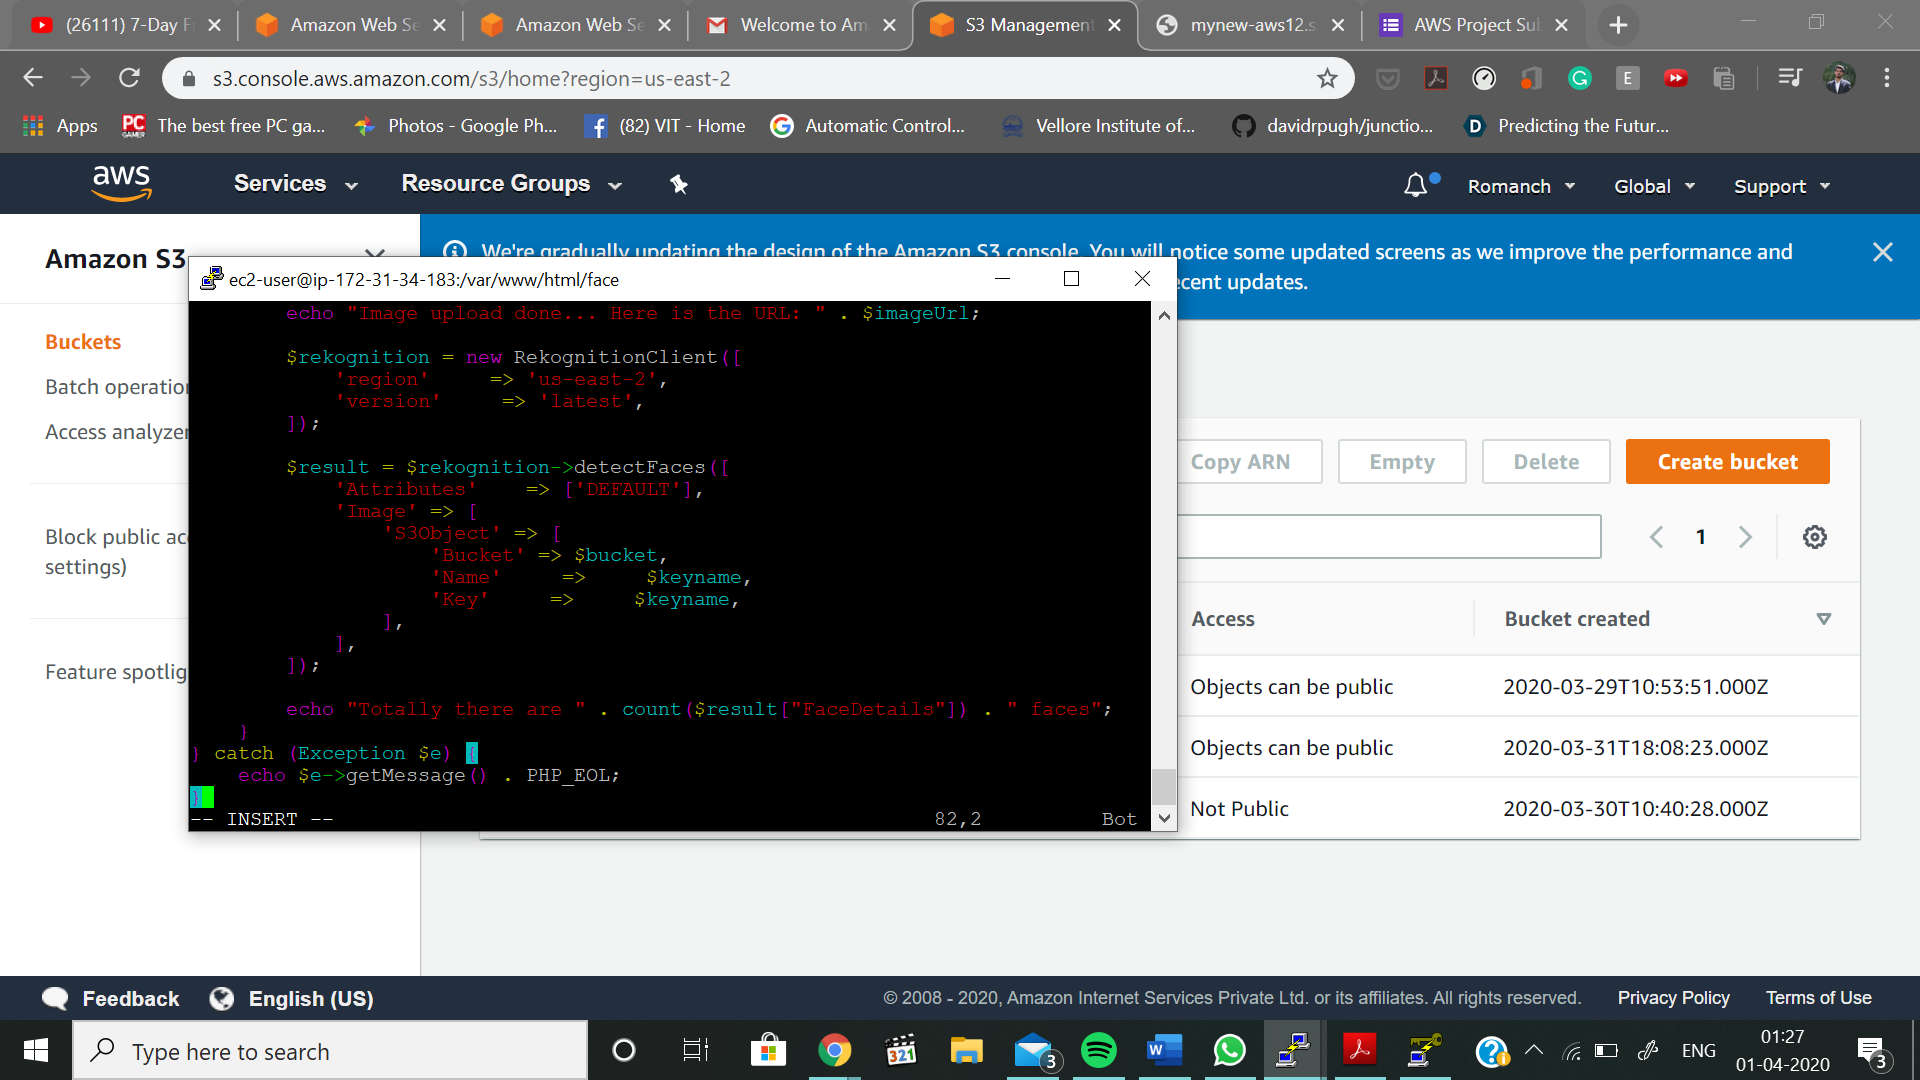 (26111) 7-Day F
Amazon Web Se
Amazon Web Se
Welcome to Am
S3 Management
mynew-aws12.s
AWS Project Sub
s3.console.aws.amazon.com/s3/home?region=us-east-2
Apps
The best free PC ga...
Photos - Google Ph...
(82) VIT - Home
Automatic Control...
Vellore Institute of...
davidrpugh/junctio...
Predicting the Futur...
aws
Services
Resource Groups
Romanch
Global
Support
Amazon S3
We're gradually updating the design of the Amazon S3 console. You will notice some updated screens as we improve the performance and
ecent updates.
Buckets
Batch operation
Access analyzer
Block public ac
settings)
Feature spotlig
ec2-user@ip-172-31-34-183:/var/www/html/face
echo "Image upload done... Here is the URL: " . $imageUrl;
$rekognition = new RekognitionClient([
'region' => 'us-east-2',
'version' => 'latest',
]);
$result = $rekognition->detectFaces([
'Attributes' => ['DEFAULT'],
'Image' => [
'S3Object' => [
'Bucket' => $bucket,
'Name' => $keyname,
'Key' => $keyname,
],
],
]);
echo "Totally there are " . count($result["FaceDetails"]) . " faces";
}
} catch (Exception $e) {
echo $e->getMessage() . PHP_EOL;
}
-- INSERT -- 82,2 Bot
Copy ARN
Empty
Delete
Create bucket
1
Access
Bucket created
Objects can be public 2020-03-29T10:53:51.000Z
Objects can be public 2020-03-31T18:08:23.000Z
Not Public 2020-03-30T10:40:28.000Z
Feedback
English (US)
© 2008 - 2020, Amazon Internet Services Private Ltd. or its affiliates. All rights reserved.
Privacy Policy
Terms of Use
Type here to search
321
3
ENG
01:27
01-04-2020
3